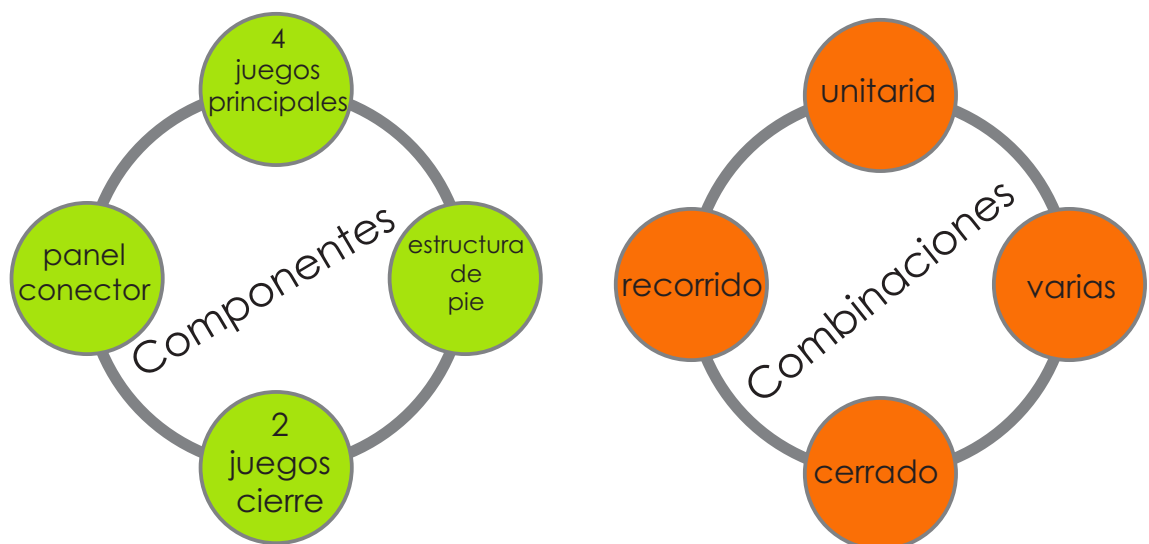 4
juegos
principales
panel
conector
Componentes
estructura
de
pie
2
juegos
cierre
unitaria
recorrido
Combinaciones
varias
cerrado